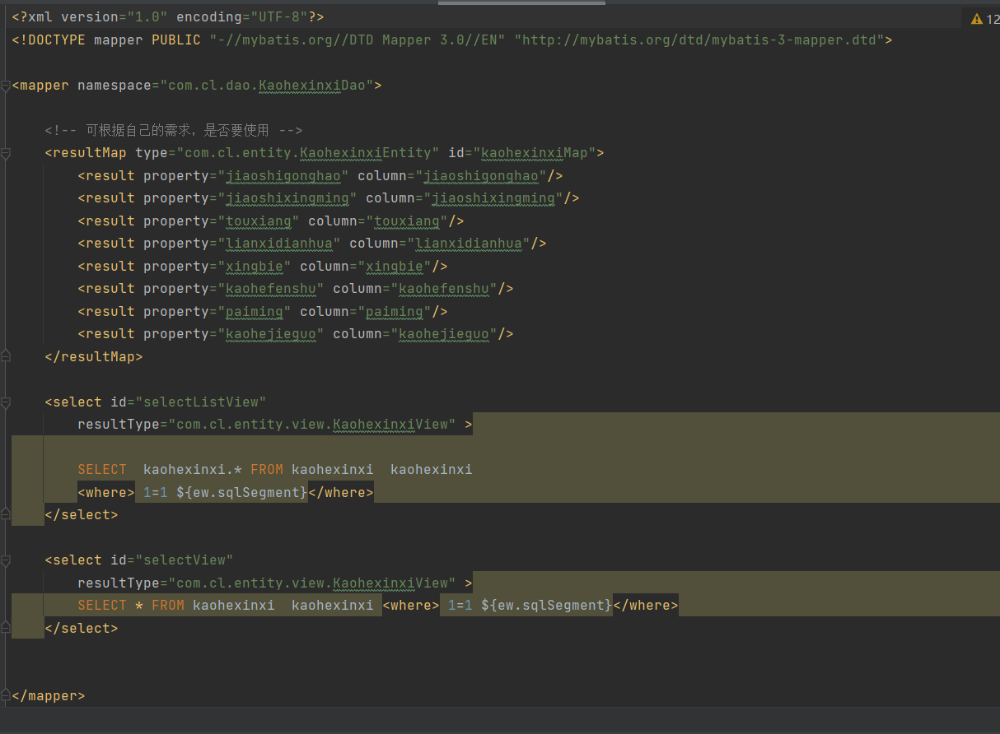 <?xml version="1.0" encoding="UTF-8"?>
12
<!DOCTYPE mapper PUBLIC "-//mybatis.org//DTD Mapper 3.0//EN" "http://mybatis.org/dtd/mybatis-3-mapper.dtd">
<mapper namespace="com.cl.dao.KaohexinxiDao">
<!-- 可根据自己的需求，是否要使用 -->
<resultMap type="com.cl.entity.KaohexinxiEntity" id="kaohexinxiMap">
<result property="jiaoshigonghao" column="jiaoshigonghao"/>
<result property="jiaoshixingming" column="jiaoshixingming"/>
<result property="touxiang" column="touxiang"/>
<result property="lianxidianhua" column="lianxidianhua"/>
<result property="xingbie" column="xingbie"/>
<result property="kaohefenshu" column="kaohefenshu"/>
<result property="paiming" column="paiming"/>
<result property="kaohejieguo" column="kaohejieguo"/>
</resultMap>
<select id="selectListView"
resultType="com.cl.entity.view.KaohexinxiView" >
SELECT  kaohexinxi.* FROM kaohexinxi  kaohexinxi
<where> 1=1 ${ew.sqlSegment}</where>
</select>
<select id="selectView"
resultType="com.cl.entity.view.KaohexinxiView" >
SELECT * FROM kaohexinxi  kaohexinxi <where> 1=1 ${ew.sqlSegment}</where>
</select>
</mapper>